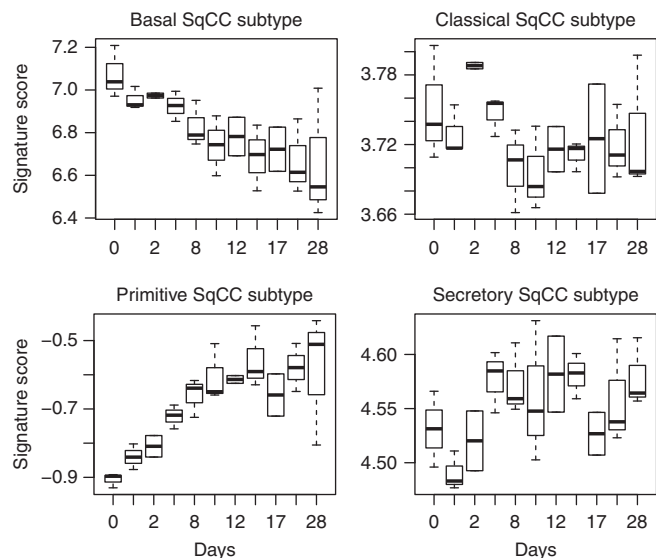 Basal SqCC subtype
Classical SqCC subtype
Signature score
7.2
7.0
6.8
6.6
6.4
3.78
3.72
3.66
0 2 8 12 17 28
0 2 8 12 17 28
Primitive SqCC subtype
Secretory SqCC subtype
Signature score
−0.5
−0.7
−0.9
4.60
4.55
4.50
0 2 8 12 17 28
0 2 8 12 17 28
Days
Days